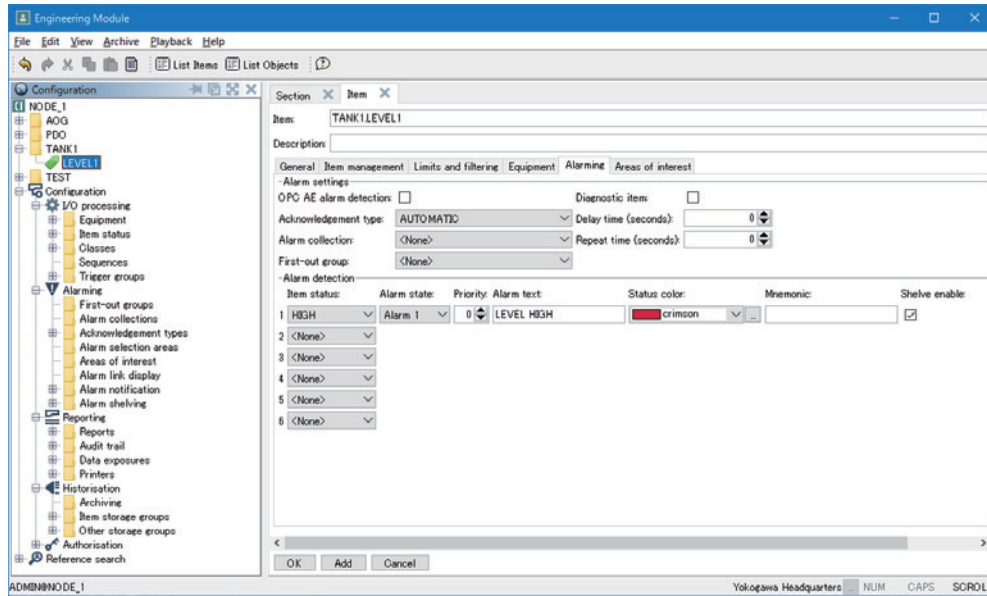 Engineering Module
File Edit View Archive Playback Help
List Items List Objects
Configuration
NODE_1
AOG
PDO
TANK1
LEVEL1
TEST
Configuration
I/O processing
Equipment
Item status
Classes
Sequences
Trigger groups
Alarming
First-out groups
Alarm collections
Acknowledgement types
Alarm selection areas
Areas of interest
Alarm link display
Alarm notification
Alarm shelving
Reporting
Reports
Audit trail
Data exposures
Printers
Historisation
Archiving
Item storage groups
Other storage groups
Authorisation
Reference search
Section Item
Item: TANK1.LEVEL1
Description:
General Item management Limits and filtering Equipment Alarming Areas of interest
Alarm settings
OPC AE alarm detection: Diagnostic item:
Acknowledgement type: AUTOMATIC Delay time (seconds): 0
Alarm collection: <None> Repeat time (seconds): 0
First-out group: <None>
Alarm detection
Item status: Alarm state: Priority: Alarm text: Status color: Mnemonic: Shelve enable:
1 HIGH Alarm 1 0 LEVEL HIGH crimson ...
2 <None>
3 <None>
4 <None>
5 <None>
6 <None>
OK Add Cancel
ADMIN@NODE_1 Yokogawa Headquarters ... NUM CAPS SCROL